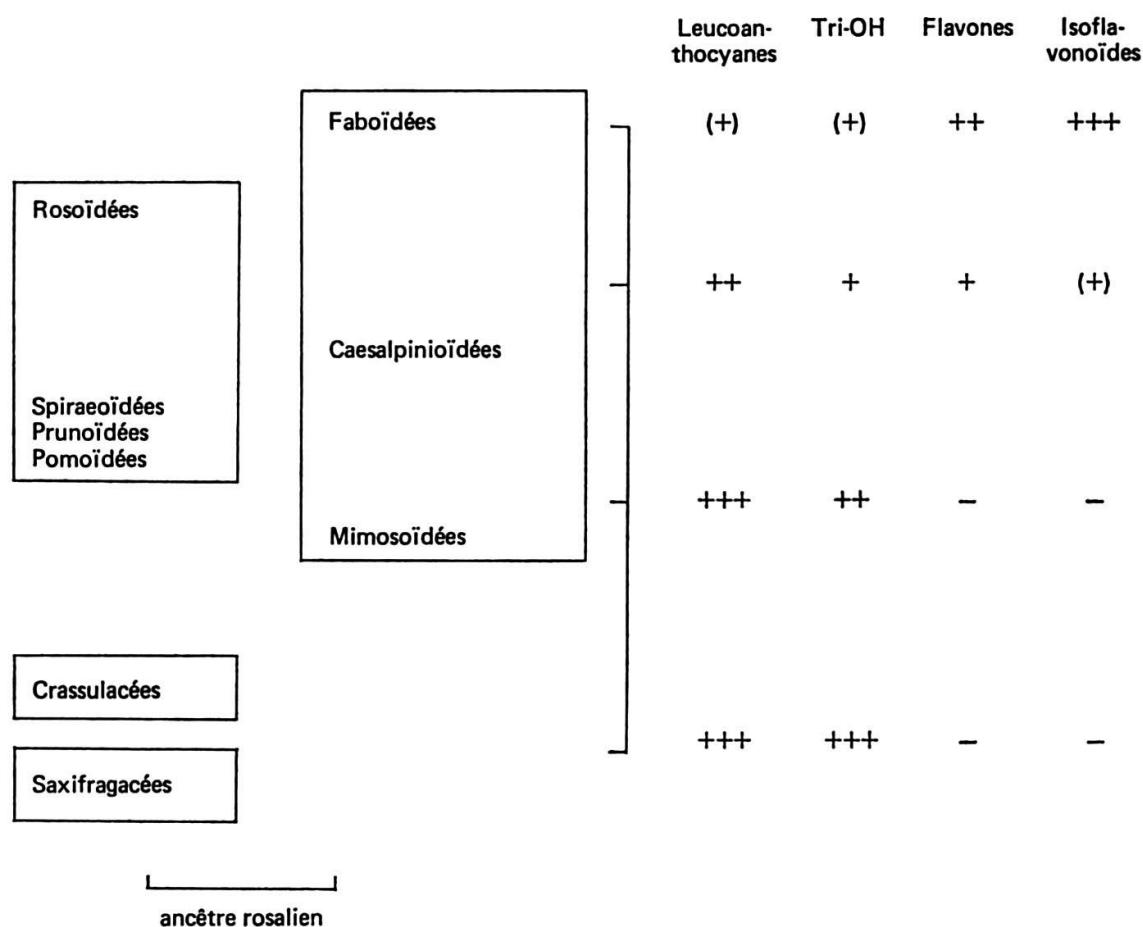 Leucoan- Tri-OH Flavones Isofla-
thocyanes vonoïdes
Faboïdées (+) (+) ++ +++
Rosoïdées
++ + + (+)
Caesalpinioïdées
Spiraeoïdées
Prunoïdées
Pomoïdées
+++ ++ – –
Mimosoïdées
Crassulacées
+++ +++ – –
Saxifragacées
ancêtre rosalien